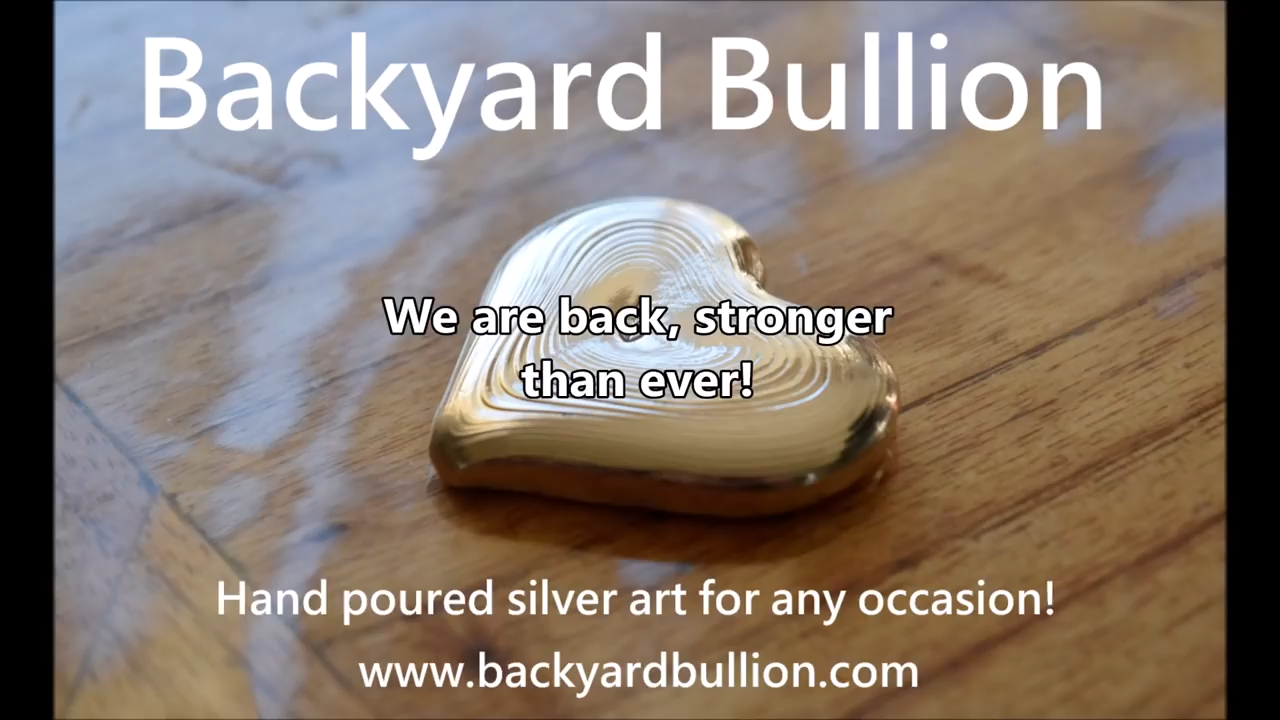 Backyard Bullion
We are back, stronger
than ever!
Hand poured silver art for any occasion!
www.backyardbullion.com